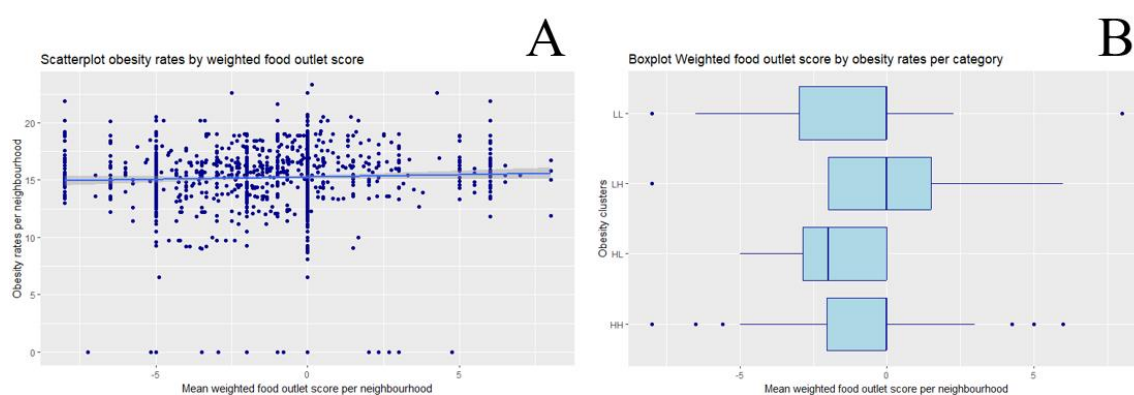 A
Scatterplot obesity rates by weighted food outlet score
Obesity rates per neighbourhood
20
15
10
5
0
-5
0
5
Mean weighted food outlet score per neighbourhood
B
Boxplot Weighted food outlet score by obesity rates per category
Obesity clusters
LL
LH
HL
HH
-5
0
5
Mean weighted food outlet score per neighbourhood